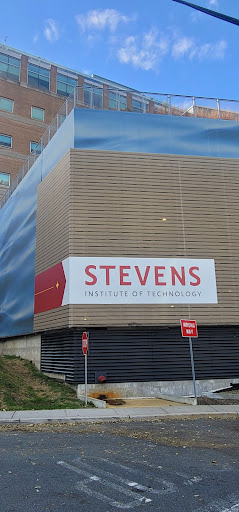 STEVENS
INSTITUTE OF TECHNOLOGY
WRONG
WAY